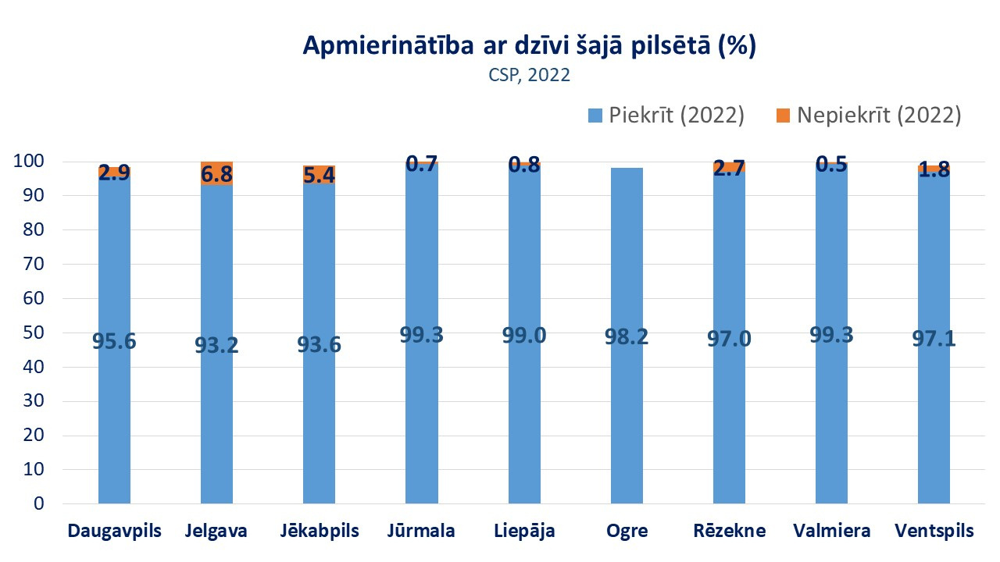 Apmierinātība ar dzīvi šajā pilsētā (%)
CSP, 2022
Piekrīt (2022) Nepiekrīt (2022)
100
90
80
70
60
50
40
30
20
10
0
2.9 6.8 5.4 0.7 0.8 2.7 0.5 1.8
95.6 93.2 93.6 99.3 99.0 98.2 97.0 99.3 97.1
Daugavpils Jelgava Jēkabpils Jūrmala Liepāja Ogre Rēzekne Valmiera Ventspils